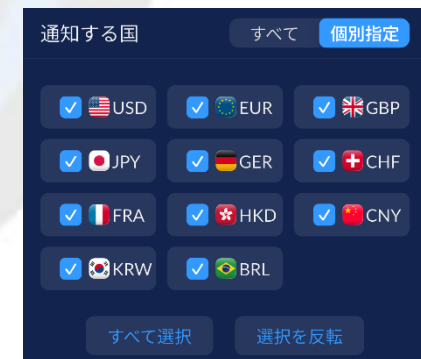 通知する国 すべて 個別指定
USD EUR GBP
JPY GER CHF
FRA HKD CNY
KRW BRL
すべて選択 選択を反転